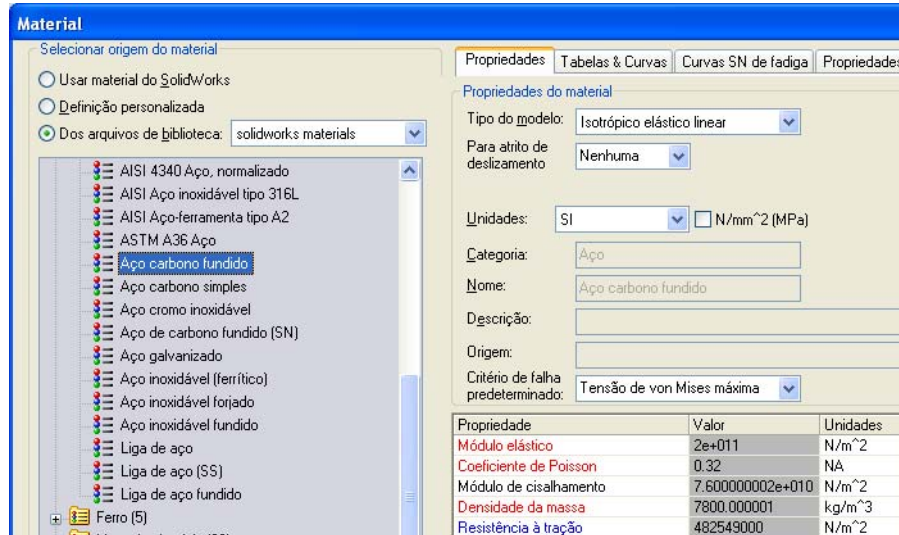 Material
Selecionar origem do material
Usar material do SolidWorks
Definição personalizada
Dos arquivos de biblioteca: solidworks materials
AISI 4340 Aço, normalizado
AISI Aço inoxidável tipo 316L
AISI Aço-ferramenta tipo A2
ASTM A36 Aço
Aço carbono fundido
Aço carbono simples
Aço cromo inoxidável
Aço de carbono fundido (SN)
Aço galvanizado
Aço inoxidável (ferrítico)
Aço inoxidável forjado
Aço inoxidável fundido
Liga de aço
Liga de aço (SS)
Liga de aço fundido
Ferro (5)
Propriedades Tabelas & Curvas Curvas SN de fadiga Propriedades
Propriedades do material
Tipo do modelo: Isotrópico elástico linear
Para atrito de
deslizamento Nenhuma
Unidades: SI N/mm^2 (MPa)
Categoria: Aço
Nome: Aço carbono fundido
Descrição:
Origem:
Critério de falha
predeterminado: Tensão de von Mises máxima
Propriedade Valor Unidades
Módulo elástico 2e+011 N/m^2
Coeficiente de Poisson 0.32 NA
Módulo de cisalhamento 7.600000002e+010 N/m^2
Densidade da massa 7800.000001 kg/m^3
Resistência à tração 482549000 N/m^2